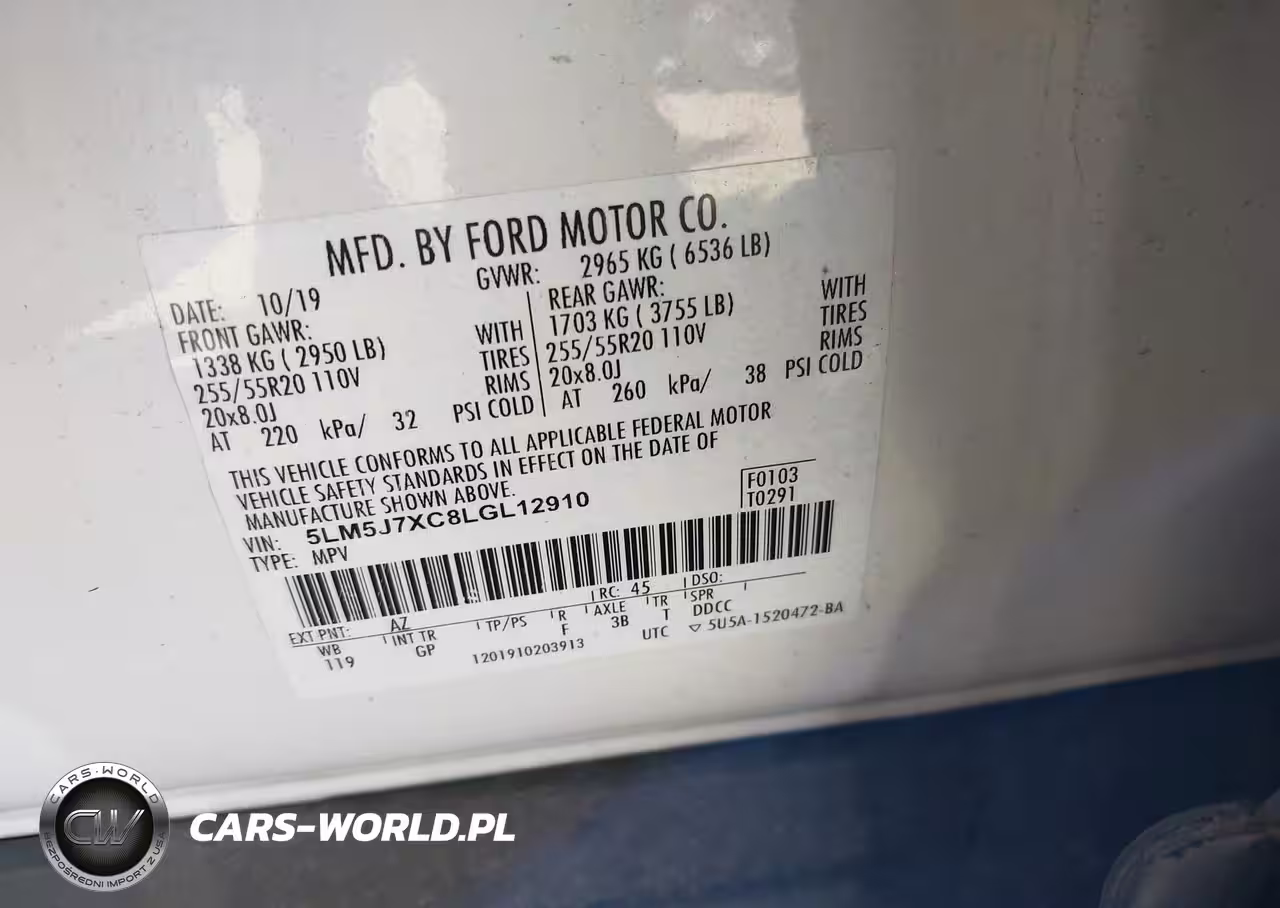 MFD. BY FORD MOTOR CO.
DATE: 10/19
GVWR: 2965 KG ( 6536 LB)
FRONT GAWR:
1338 KG ( 2950 LB) WITH
255/55R20 110V TIRES
20x8.0J RIMS
AT 220 kPa/ 32 PSI COLD
REAR GAWR:
1703 KG ( 3755 LB) WITH
255/55R20 110V TIRES
20x8.0J RIMS
AT 260 kPa/ 38 PSI COLD
THIS VEHICLE CONFORMS TO ALL APPLICABLE FEDERAL MOTOR
VEHICLE SAFETY STANDARDS IN EFFECT ON THE DATE OF
MANUFACTURE SHOWN ABOVE.
VIN: 5LM5J7XC8LGL12910
TYPE: MPV
F0103
T0291
EXT PNT: AZ RC: 45 DSO:
WB INT TR TP/PS R AXLE TR SPR
119 GP F 3B T DDCC
1201910203913 UTC ▽ 5U5A-1520472-BA
CARS-WORLD
CW
BEZPOŚREDNI IMPORT Z USA
CARS-WORLD.PL